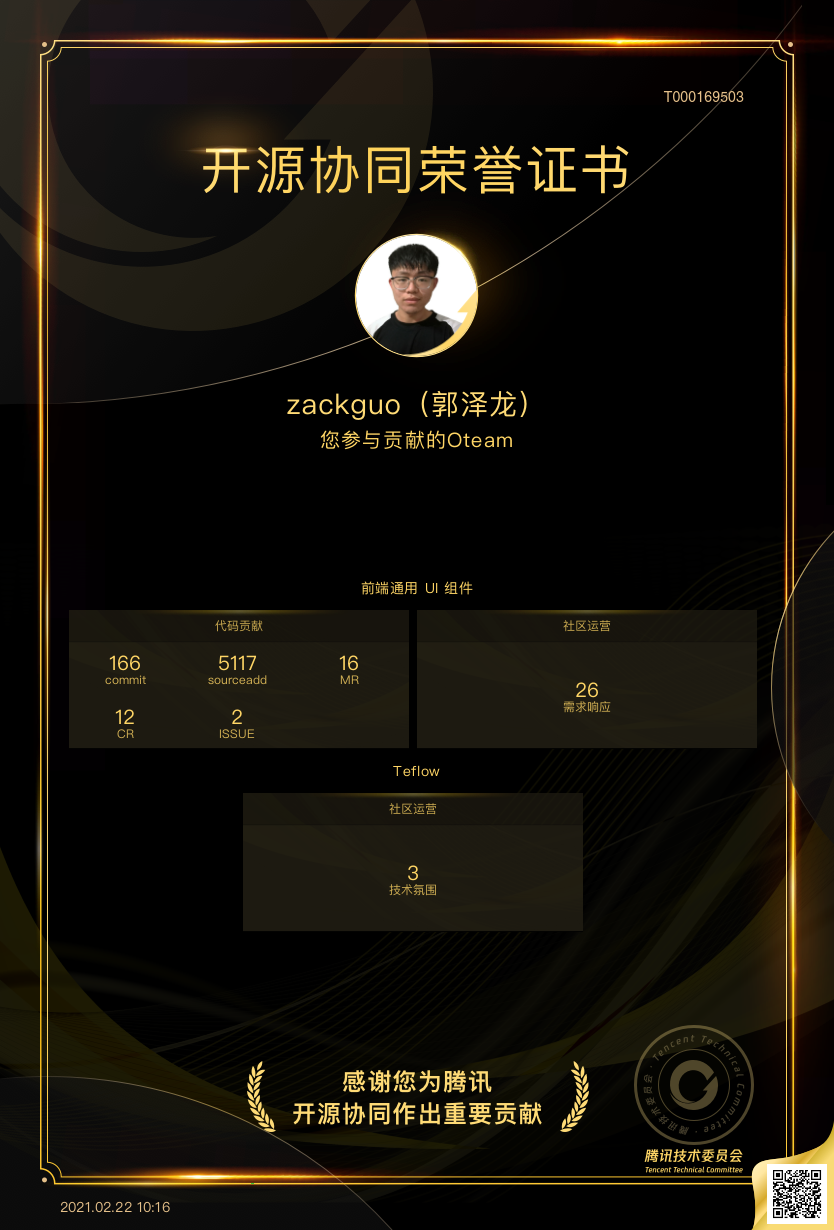 T000169503
开源协同荣誉证书
zackguo（郭泽龙）
您参与贡献的Oteam
前端通用 UI 组件
代码贡献
166 5117 16
commit sourceadd MR
12 2
CR ISSUE
社区运营
26
需求响应
Teflow
社区运营
3
技术氛围
感谢您为腾讯
开源协同作出重要贡献
Tencent Technical Committee
腾讯技术委员会
腾讯技术委员会
Tencent Technical Committee
2021.02.22 10:16